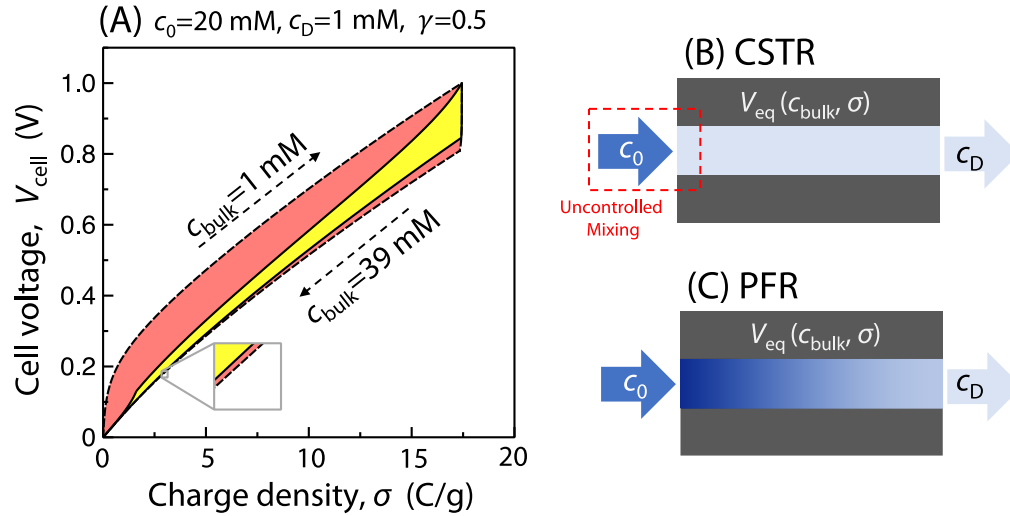 (A) c0=20 mM, cD=1 mM, γ=0.5
Cell voltage, Vcell (V)
1.0
0.8
0.6
0.4
0.2
0
0
5
10
15
20
Charge density, σ (C/g)
cbulk=1 mM
cbulk=39 mM
(B) CSTR
Veq (cbulk, σ)
c0
cD
Uncontrolled
Mixing
(C) PFR
Veq (cbulk, σ)
c0
cD